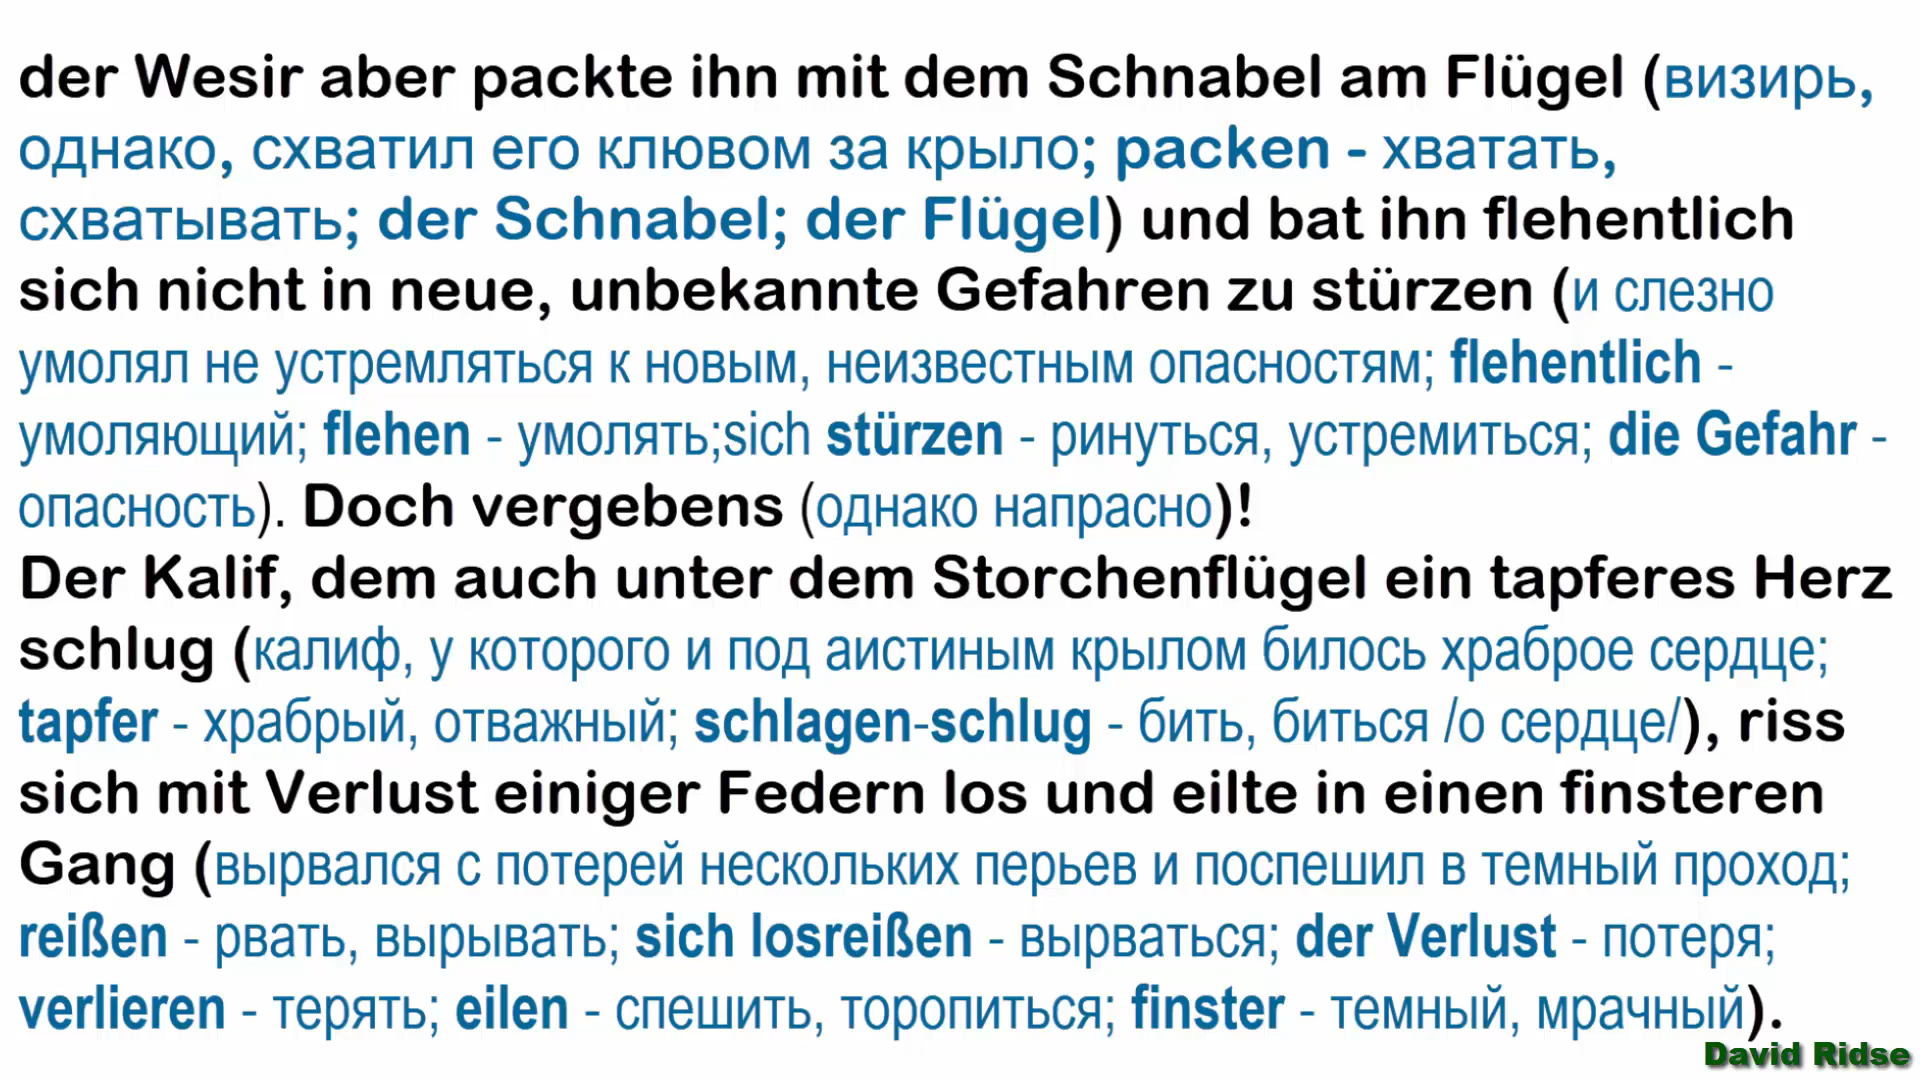 der Wesir aber packte ihn mit dem Schnabel am Flügel (визирь,
однако, схватил его клювом за крыло; packen - хватать,
схватывать; der Schnabel; der Flügel) und bat ihn flehentlich
sich nicht in neue, unbekannte Gefahren zu stürzen (и слезно
умолял не устремляться к новым, неизвестным опасностям; flehentlich -
умоляющий; flehen - умолять;sich stürzen - ринуться, устремиться; die Gefahr -
опасность). Doch vergebens (однако напрасно)!
Der Kalif, dem auch unter dem Storchenflügel ein tapferes Herz
schlug (калиф, у которого и под аистиным крылом билось храброе сердце;
tapfer - храбрый, отважный; schlagen-schlug - бить, биться /о сердце/), riss
sich mit Verlust einiger Federn los und eilte in einen finsteren
Gang (вырвался с потерей нескольких перьев и поспешил в темный проход;
reißen - рвать, вырывать; sich losreißen - вырваться; der Verlust - потеря;
verlieren - терять; eilen - спешить, торопиться; finster - темный, мрачный).
David Ridse